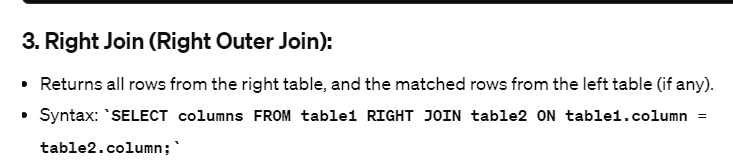 3. Right Join (Right Outer Join):
• Returns all rows from the right table, and the matched rows from the left table (if any).
• Syntax: `SELECT columns FROM table1 RIGHT JOIN table2 ON table1.column =
table2.column;`